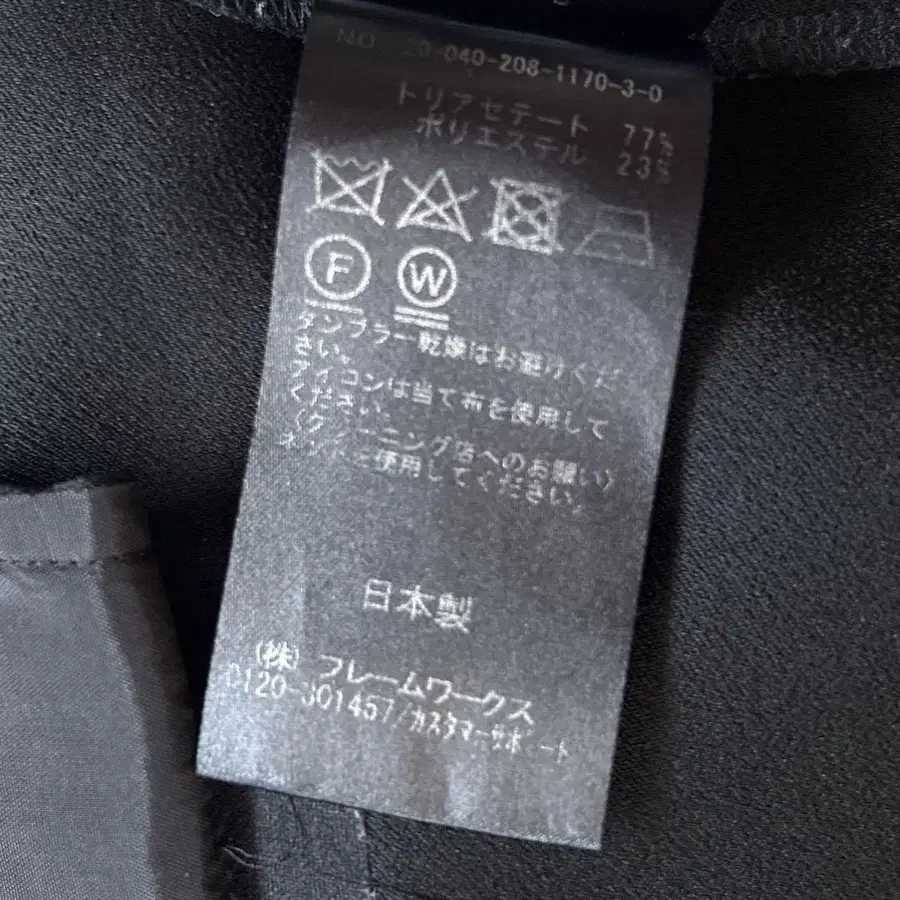 NO 20-040-208-1170-3-0
トリアセテート 77%
ポリエステル 23%
F W
タンブラー乾燥はお避けくだ
さい。
アイロンは当て布を使用して
ください。
〈クリーニング店へのお願い〉
ネットを使用してください。
日本製
(株)フレームワークス
0120-301457/カスタマーサポート